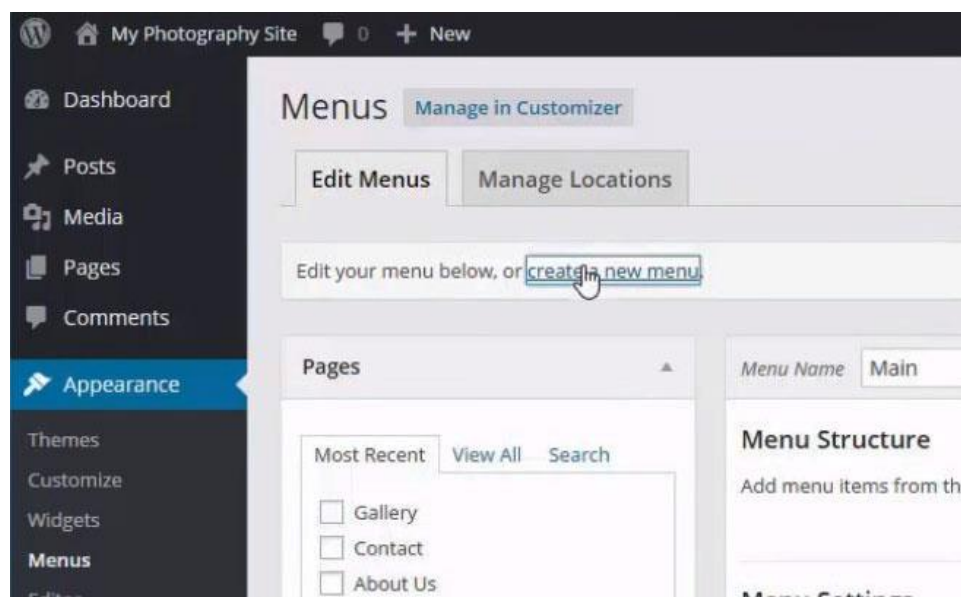 My Photography Site 0 + New
Dashboard
Posts
Media
Pages
Comments
Appearance
Themes
Customize
Widgets
Menus
Menus Manage in Customizer
Edit Menus Manage Locations
Edit your menu below, or create a new menu.
Pages
Most Recent View All Search
Gallery
Contact
About Us
Menu Name Main
Menu Structure
Add menu items from th